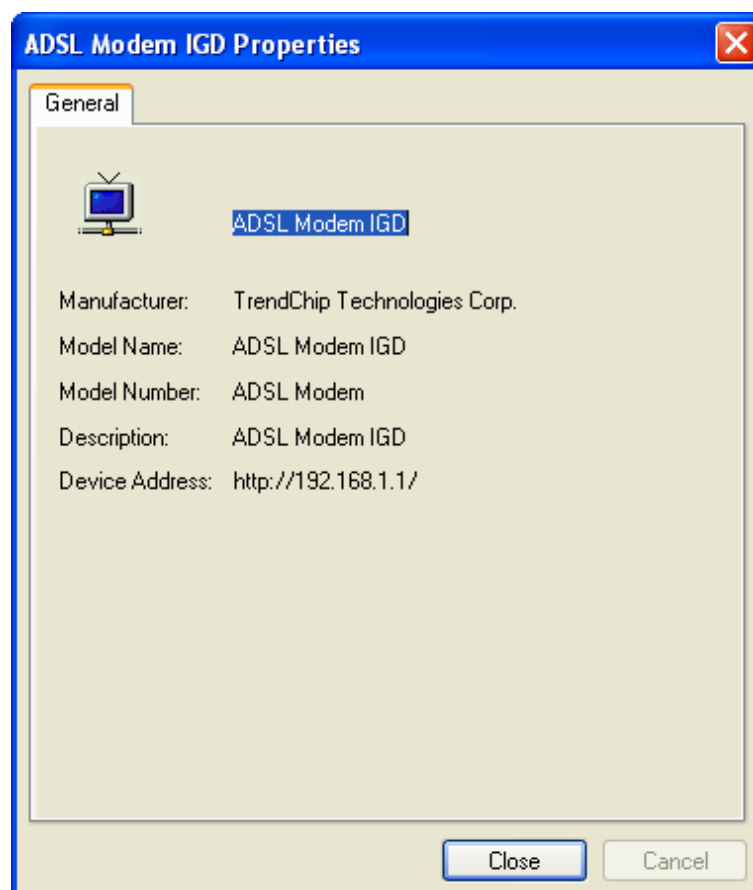 ADSL Modem IGD Properties
General
ADSL Modem IGD
Manufacturer: TrendChip Technologies Corp.
Model Name: ADSL Modem IGD
Model Number: ADSL Modem
Description: ADSL Modem IGD
Device Address: http://192.168.1.1/
Close Cancel